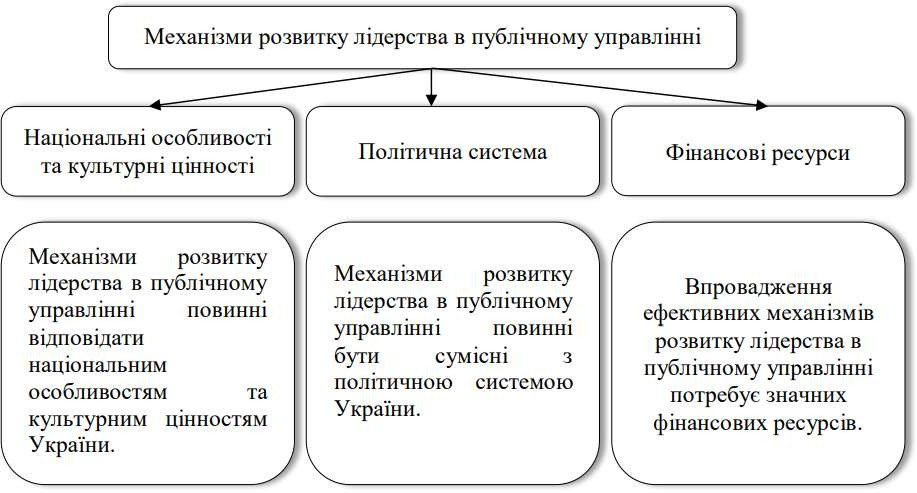 Механізми розвитку лідерства в публічному управлінні
Національні особливості
та культурні цінності
Політична система
Фінансові ресурси
Механізми розвитку
лідерства в публічному
управлінні повинні
відповідати
національним
особливостям та
культурним цінностям
України.
Механізми розвитку
лідерства в публічному
управлінні повинні
бути сумісні з
політичною системою
України.
Впровадження
ефективних механізмів
розвитку лідерства в
публічному управлінні
потребує значних
фінансових ресурсів.